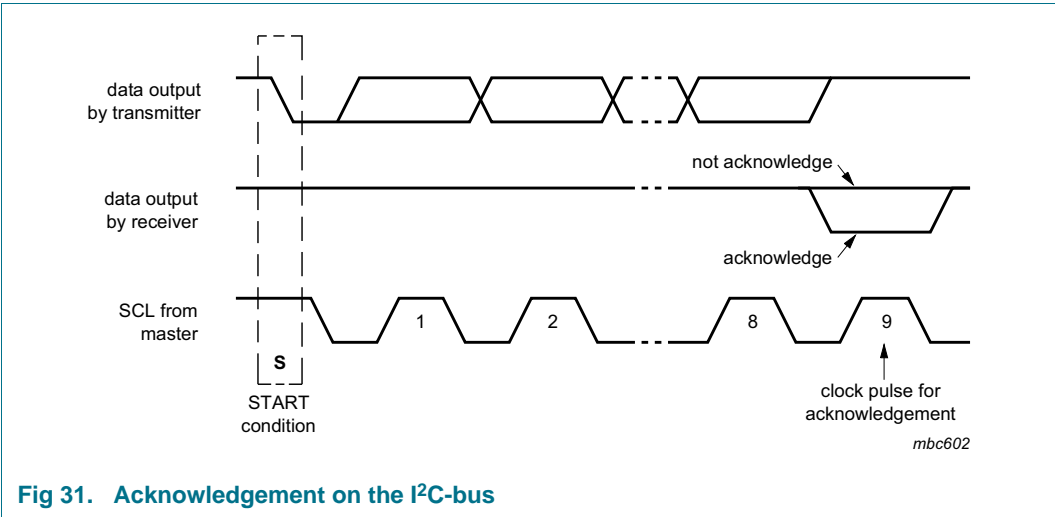 data output
by transmitter
not acknowledge
data output
by receiver
acknowledge
SCL from
master
1
2
8
9
S
START
condition
clock pulse for
acknowledgement
mbc602
Fig 31. Acknowledgement on the I²C-bus